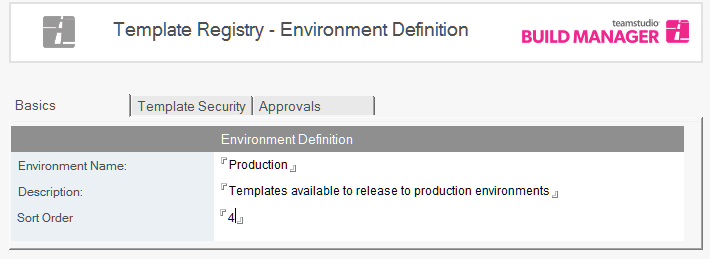 Template Registry - Environment Definition
teamstudio
BUILD MANAGER
Basics
Template Security
Approvals
Environment Definition
Environment Name: Production
Description: Templates available to release to production environments
Sort Order 4